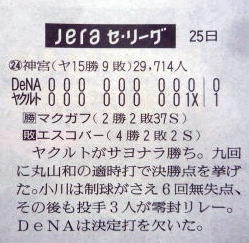 JERA セ・リーグ 25日
㉔神宮(ヤ15勝9敗)29,714人
DeNA 000 000 000 0
ヤクルト 000 000 001X 1
勝マクガフ(2勝2敗37S)
敗エスコバー(4勝2敗2S)
ヤクルトがサヨナラ勝ち。九回
に丸山和の適時打で決勝点を挙げ
た。小川は制球がさえ6回無失点、
その後も投手3人が零封リレー。
DeNAは決定打を欠いた。